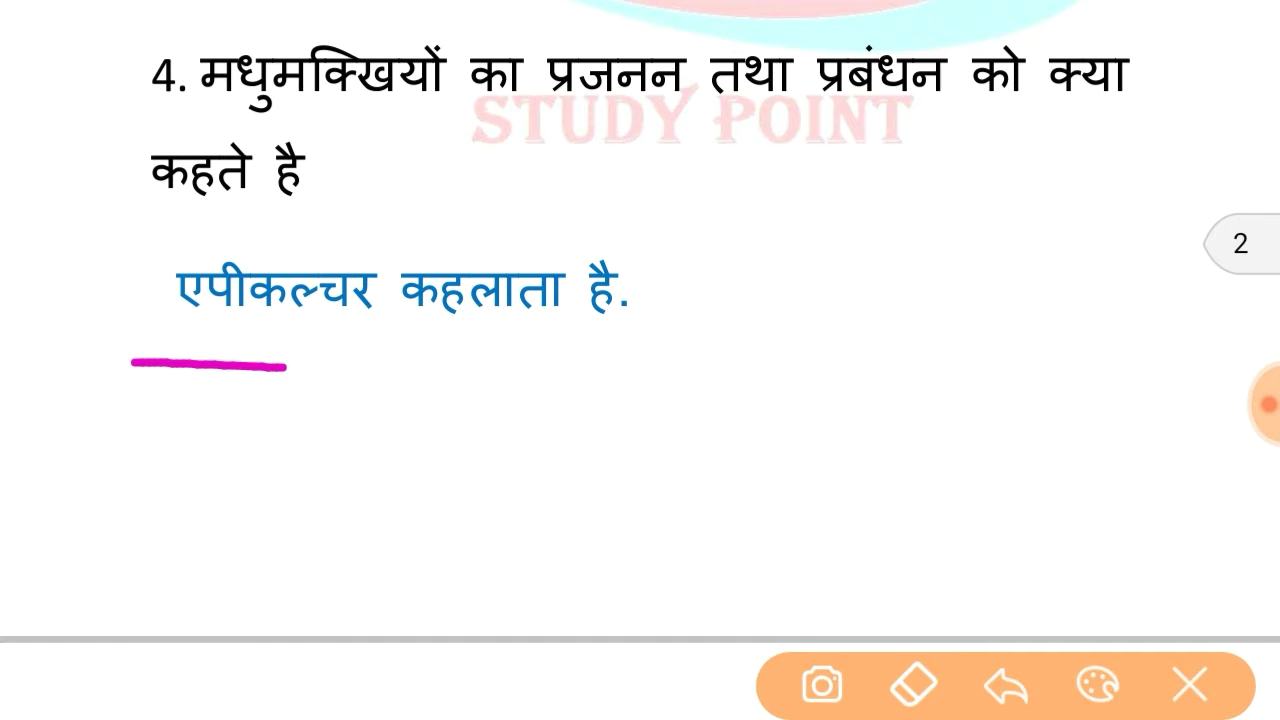 4. मधुमक्खियों का प्रजनन तथा प्रबंधन को क्या
STUDY POINT
कहते है
2
एपीकल्चर कहलाता है.